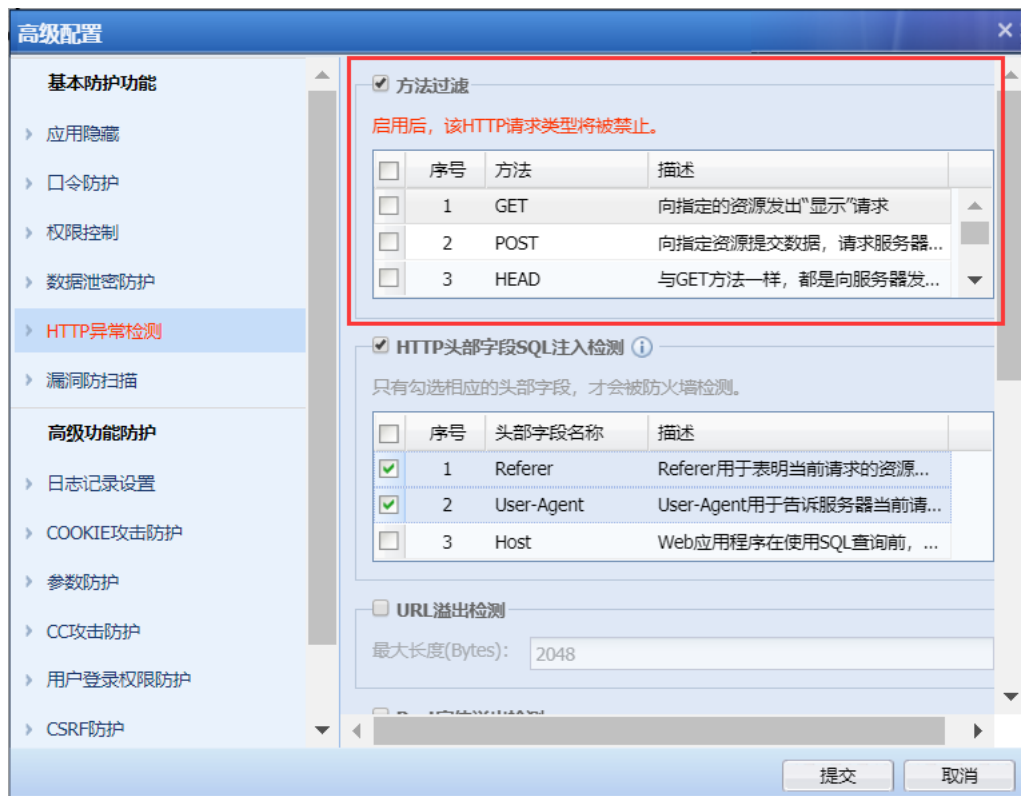 高级配置
基本防护功能
应用隐藏
口令防护
权限控制
数据泄密防护
HTTP异常检测
漏洞防扫描
高级功能防护
日志记录设置
COOKIE攻击防护
参数防护
CC攻击防护
用户登录权限防护
CSRF防护
方法过滤
启用后，该HTTP请求类型将被禁止。
序号 方法 描述
1 GET 向指定的资源发出“显示”请求
2 POST 向指定资源提交数据，请求服务器...
3 HEAD 与GET方法一样，都是向服务器发...
HTTP头部字段SQL注入检测
只有勾选相应的头部字段，才会被防火墙检测。
序号 头部字段名称 描述
1 Referer Referer用于表明当前请求的资源...
2 User-Agent User-Agent用于告诉服务器当前请...
3 Host Web应用程序在使用SQL查询前，...
URL溢出检测
最大长度(Bytes)： 2048
提交 取消